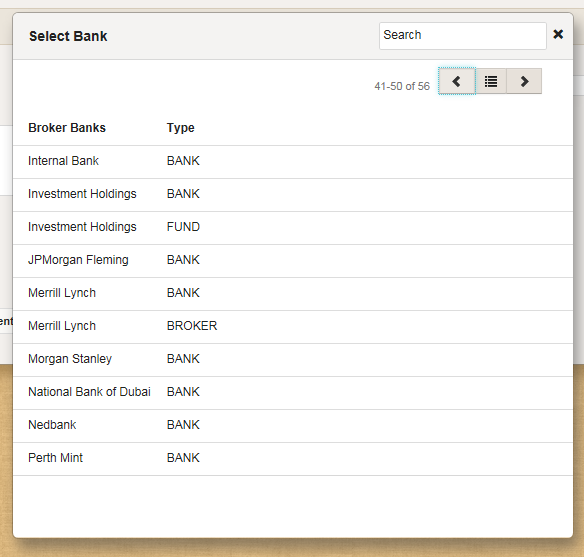 Select Bank Search
41-50 of 56
Broker Banks Type
Internal Bank BANK
Investment Holdings BANK
Investment Holdings FUND
JPMorgan Fleming BANK
Merrill Lynch BANK
ent
Merrill Lynch BROKER
Morgan Stanley BANK
National Bank of Dubai BANK
Nedbank BANK
Perth Mint BANK